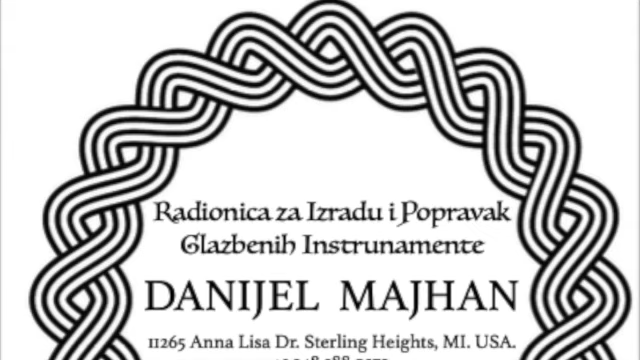 Radionica za Izradu i Popravak
Glazbenih Instrunamente
DANIJEL MAJHAN
11265 Anna Lisa Dr. Sterling Heights, MI. USA.